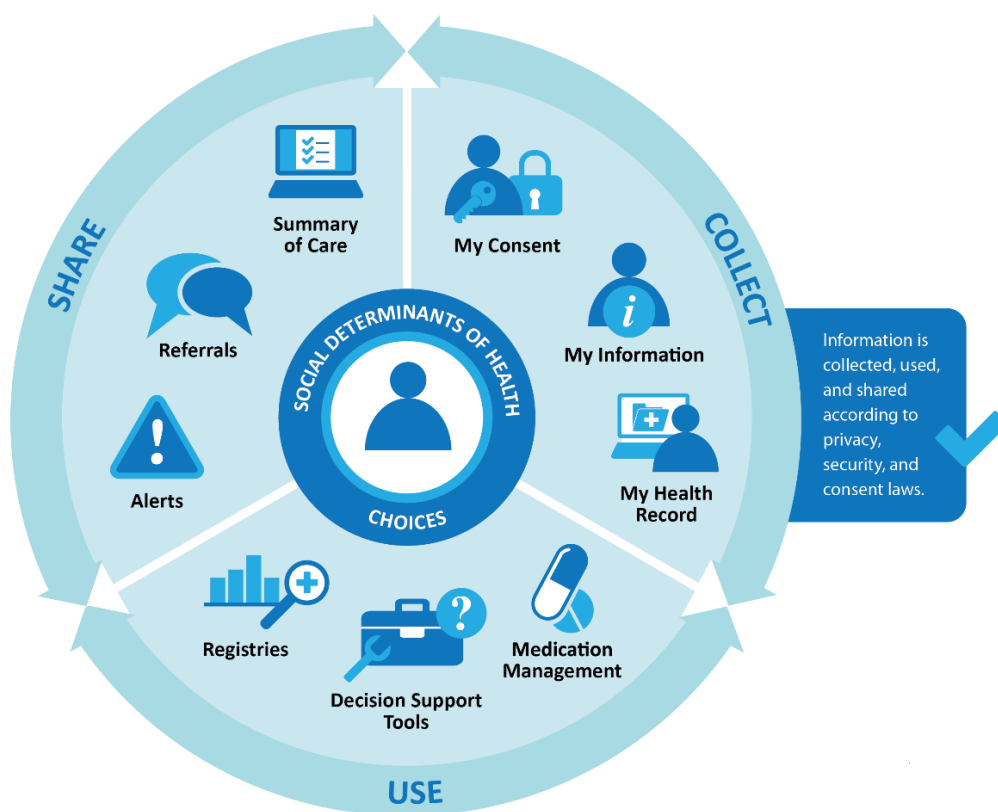 SHARE
COLLECT
USE
Summary
of Care
My Consent
Referrals
My Information
Alerts
My Health
Record
SOCIAL DETERMINANTS OF HEALTH
CHOICES
i
!
?
Registries
Decision Support
Tools
Medication
Management
Information is
collected, used,
and shared
according to
privacy,
security, and
consent laws.